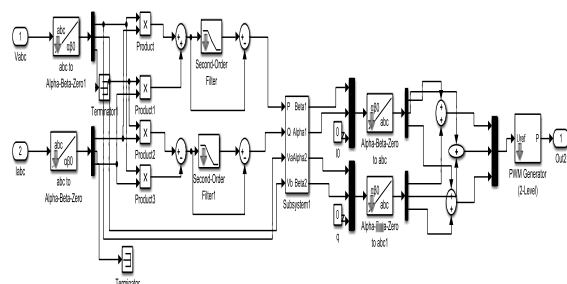 1
Vabc
abc
αβ0
abc to
Alpha-Beta-Zero1
Terminator1
2
Iabc
abc
αβ0
abc to
Alpha-Beta-Zero
Terminator
X
Product
X
Product1
X
Product2
X
Product3
Second-Order
Filter
Second-Order
Filter1
P Beta1
Q Alpha1
VaAlpha2
Vb Beta2
Subsystem1
0
I0
0
q
αβ0
abc
Alpha-Beta-Zero
to abc
αβ0
abc
to abc1
Uref
P
PWM Generator
(2-Level)
1
Out2